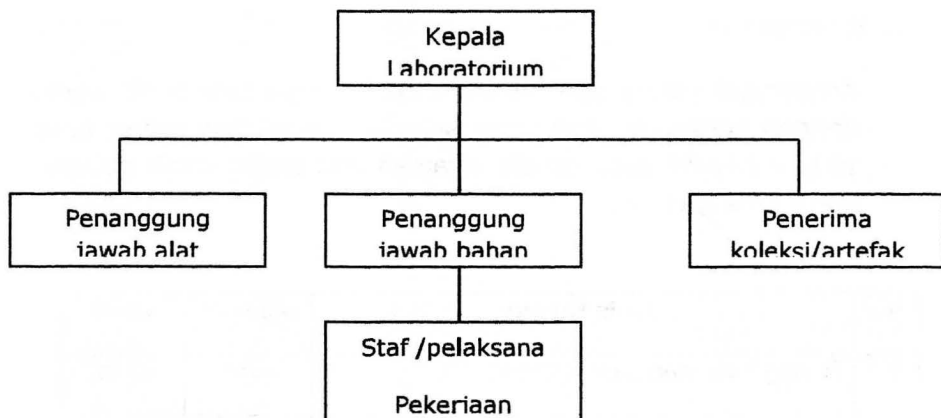 Kepala
Laboratorium
Penanggung
jawab alat
Penanggung
jawab bahan
Penerima
koleksi/artefak
Staf /pelaksana
Pekerjaan